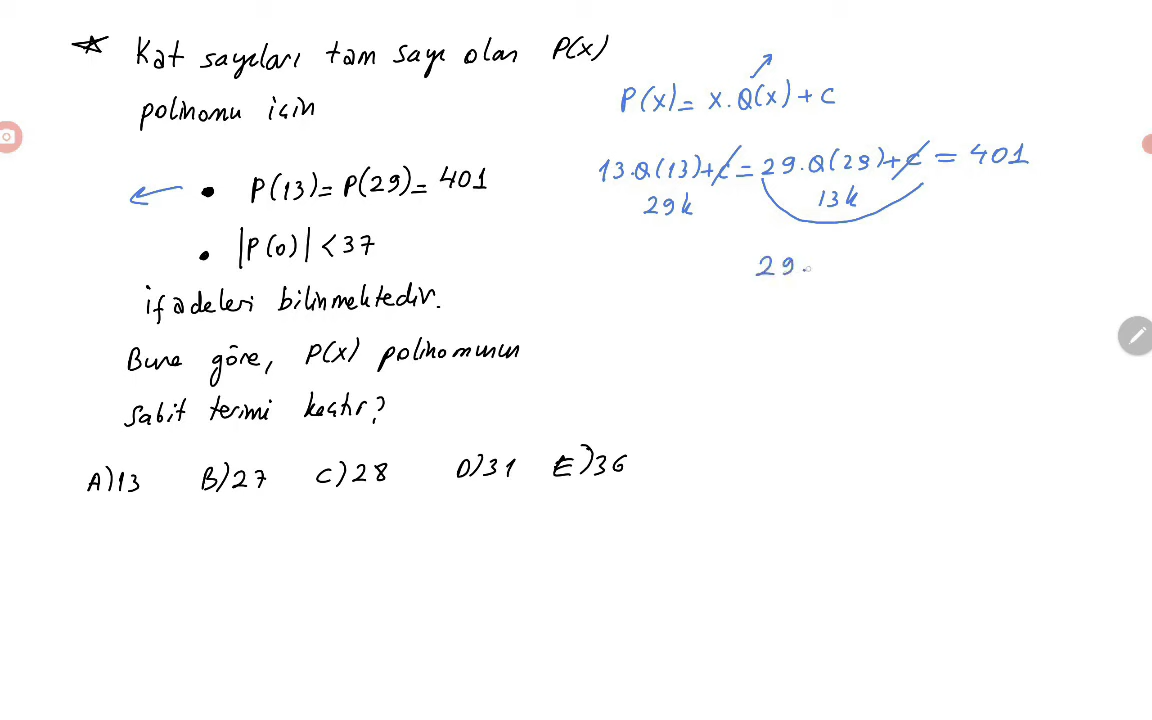 Kat sayıları tam sayı olan P(x)
polinomu için
• P(13)=P(29)=401
• |P(0)|<37
ifadeleri bilinmektedir.
Buna göre, P(x) polinomunun
sabit terimi kaçtır?
A)13 B)27 C)28 D)31 E)36
P(x)= x.Q(x)+c
13.Q(13)+c=29.Q(29)+c=401
29k 13k
29.